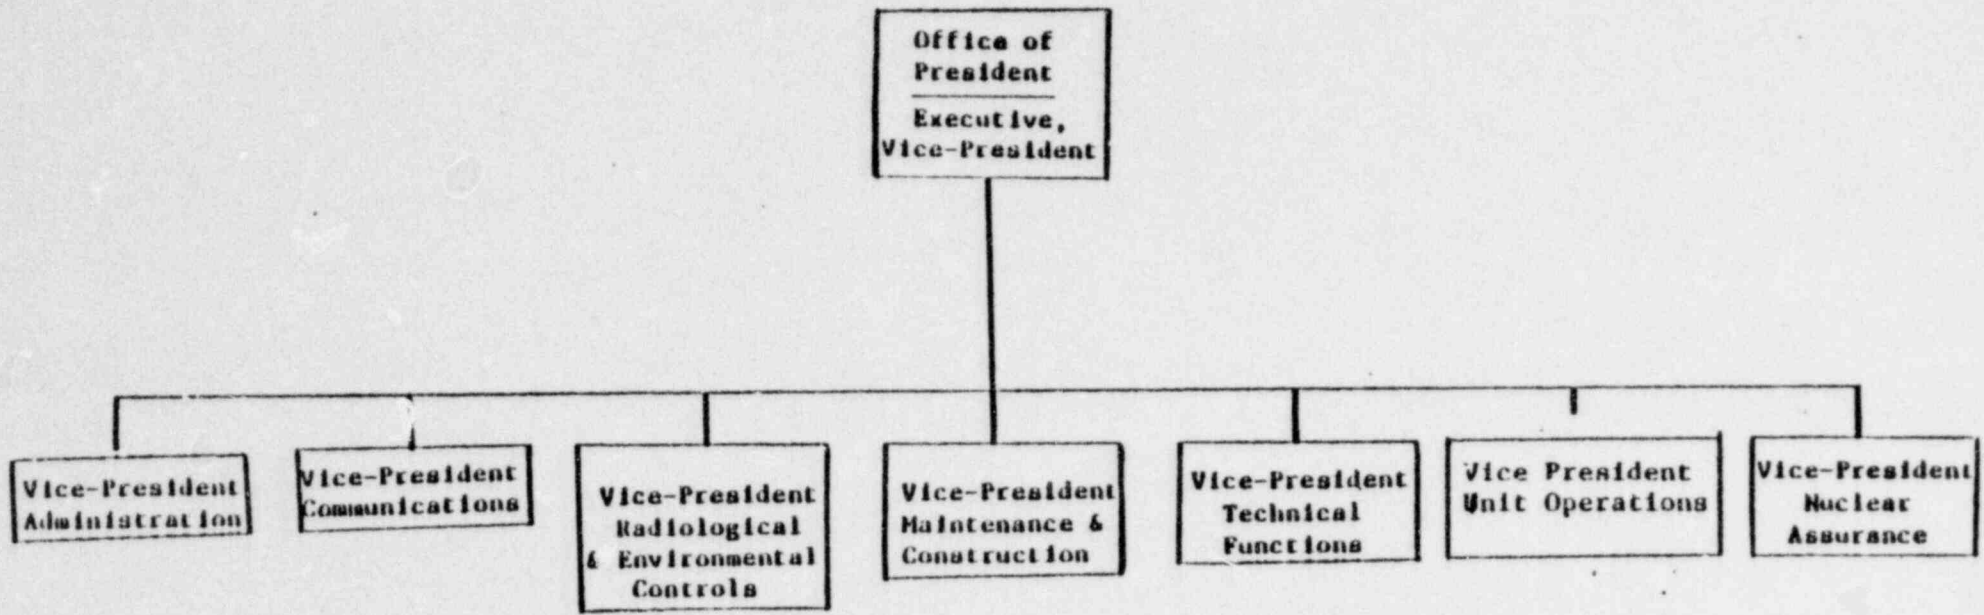 Office of
President
Executive,
Vice-President
Vice-President
Administration
Vice-President
Communications
Vice-President
Radiological
& Environmental
Controls
Vice-President
Maintenance &
Construction
Vice-President
Technical
Functions
Vice President
Unit Operations
Vice-President
Nuclear
Assurance